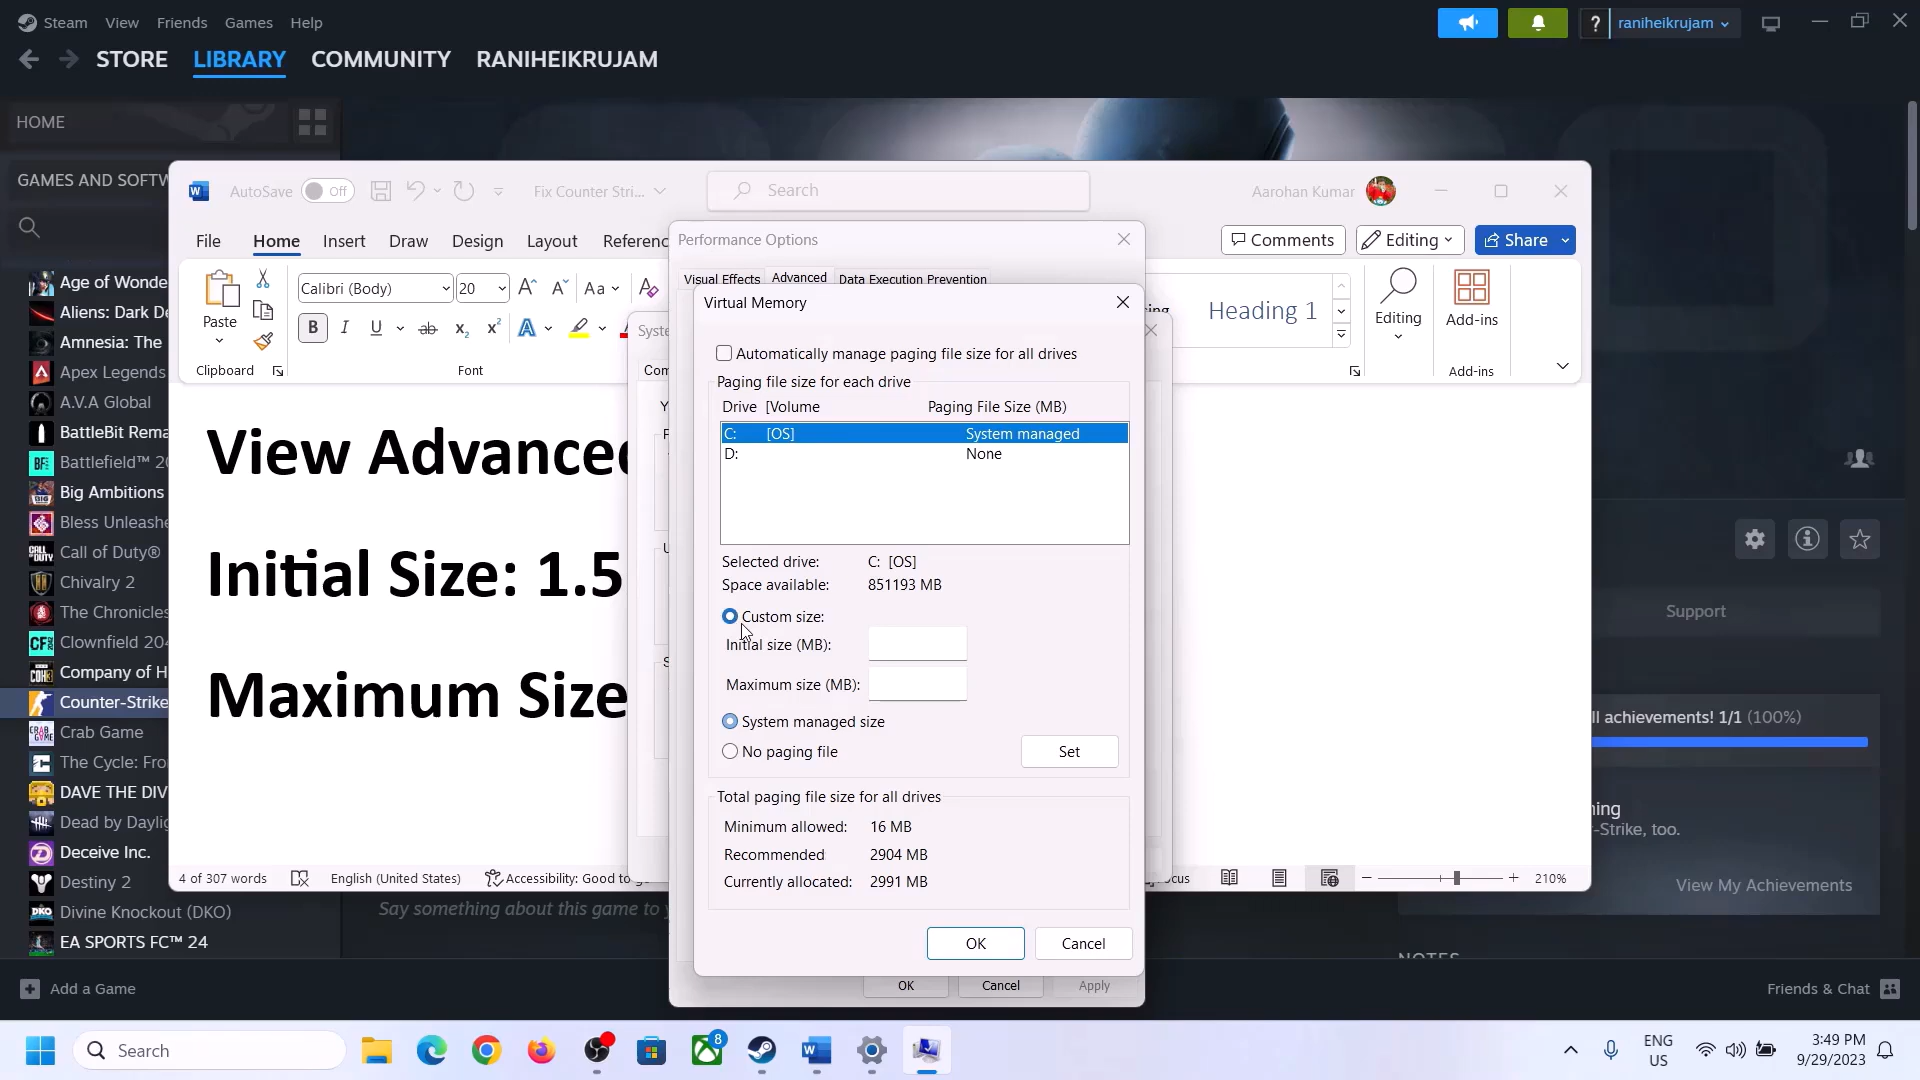 Steam View Friends Games Help
? raniheikrujam
STORE LIBRARY COMMUNITY RANIHEIKRUJAM
HOME
GAMES AND SOFTW
Age of Wonde
Aliens: Dark De
Amnesia: The
Apex Legends
A.V.A Global
BattleBit Rema
Battlefield™ 20
Big Ambitions
Bless Unleashe
Call of Duty®
Chivalry 2
The Chronicles
Clownfield 204
Company of H
Counter-Strike
Crab Game
The Cycle: Fro
DAVE THE DIV
Dead by Daylig
Deceive Inc.
Destiny 2
Divine Knockout (DKO)
EA SPORTS FC™ 24
Add a Game
AutoSave Off Fix Counter Stri... Search Aarohan Kumar
File Home Insert Draw Design Layout Referenc
Comments Editing Share
Paste
Calibri (Body) 20
Heading 1
Editing
Add-ins
Clipboard Font Add-ins
View Advanced
Initial Size: 1.5
Maximum Size
4 of 307 words English (United States) Accessibility: Good to g 210%
Performance Options
Visual Effects Advanced Data Execution Prevention
Syste
Com
Virtual Memory
Automatically manage paging file size for all drives
Paging file size for each drive
Drive [Volume Paging File Size (MB)
C: [OS] System managed
D: None
Selected drive: C: [OS]
Space available: 851193 MB
Custom size:
Initial size (MB):
Maximum size (MB):
System managed size
No paging file Set
Total paging file size for all drives
Minimum allowed: 16 MB
Recommended 2904 MB
Currently allocated: 2991 MB
OK Cancel
OK Cancel Apply
Support
ll achievements! 1/1 (100%)
-Strike, too.
View My Achievements
Say something about this game to y
NOTES
Friends & Chat
Search
8
ENG
US
3:49 PM
9/29/2023